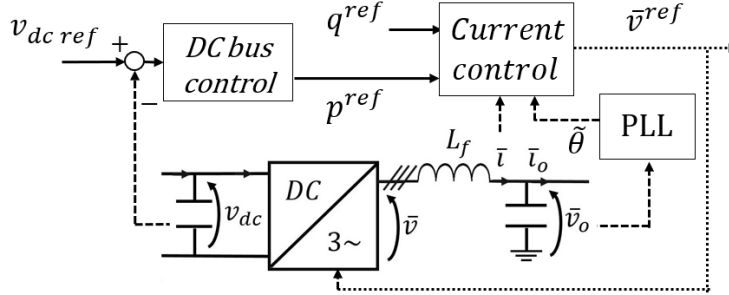 q^{ref}
v_{dc ref}
+
−
DC bus
control
p^{ref}
Current
control
v̄^{ref}
PLL
θ̃
L_f
ī
ī_o
v_{dc}
DC
3~
v̄
v̄_o